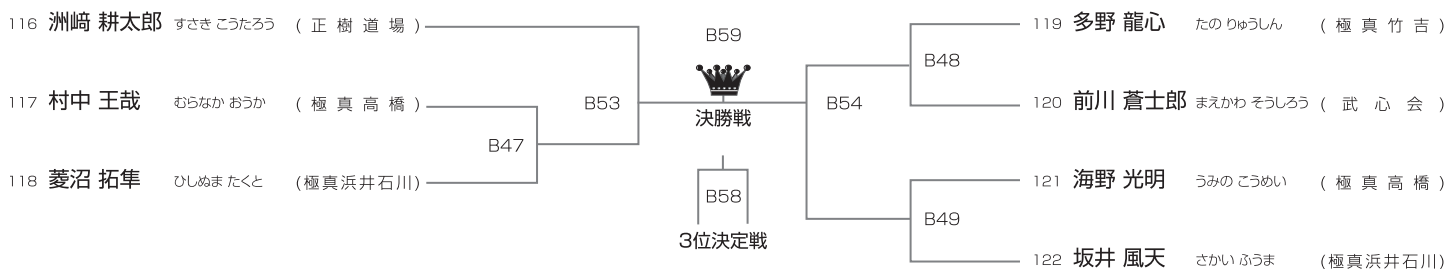 116 洲﨑 耕太郎 すさき こうたろう ( 正 樹 道 場 )
117 村中 王哉 むらなか おうか ( 極 真 高 橋 )
118 菱沼 拓隼 ひしぬま たくと (極真浜井石川)
B47
B53
B59
決勝戦
B58
3位決定戦
B54
B48
B49
119 多野 龍心 たの りゅうしん ( 極 真 竹 吉 )
120 前川 蒼士郎 まえかわ そうしろう ( 武 心 会 )
121 海野 光明 うみの こうめい ( 極 真 高 橋 )
122 坂井 風天 さかい ふうま (極真浜井石川)